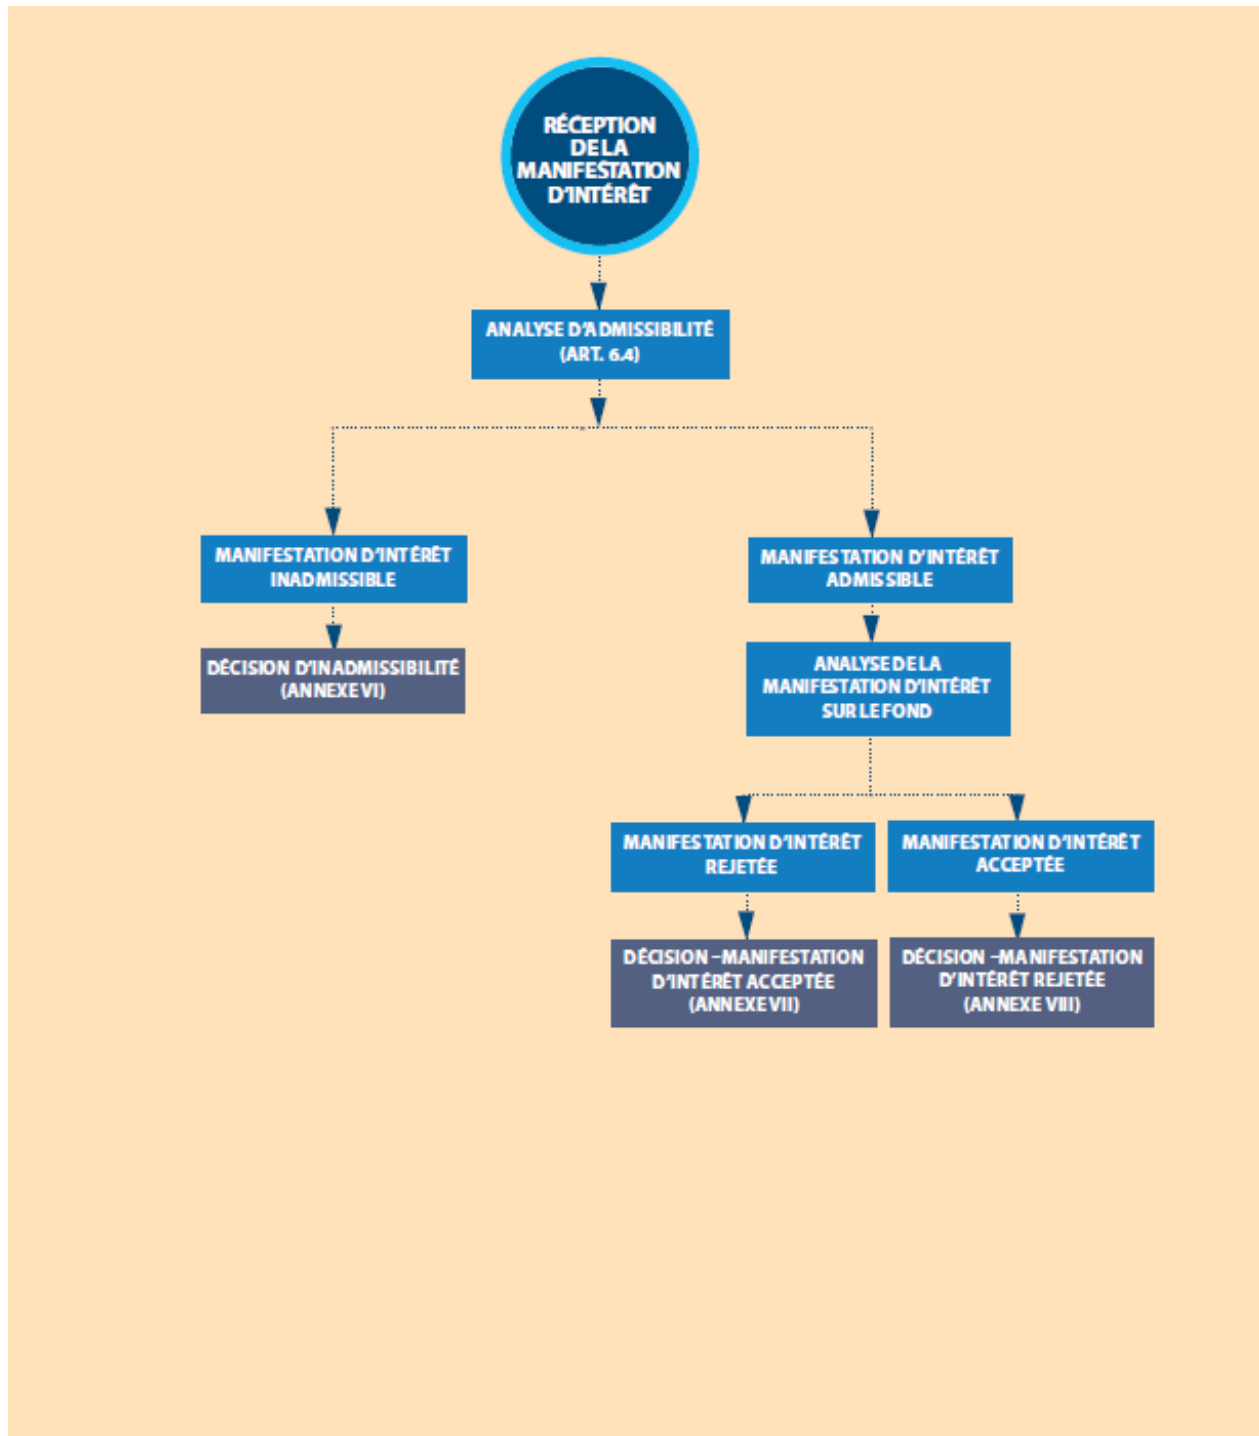 RÉCEPTION
DE LA
MANIFESTATION
D'INTÉRÊT
ANALYSE D'ADMISSIBILITÉ
(ART. 6.4)
MANIFESTATION D'INTÉRÊT
INADMISSIBLE
MANIFESTATION D'INTÉRÊT
ADMISSIBLE
DÉCISION D'INADMISSIBILITÉ
(ANNEXE VI)
ANALYSE DE LA
MANIFESTATION D'INTÉRÊT
SUR LE FOND
MANIFESTATION D'INTÉRÊT
REJETÉE
MANIFESTATION D'INTÉRÊT
ACCEPTÉE
DÉCISION –MANIFESTATION
D'INTÉRÊT ACCEPTÉE
(ANNEXE VII)
DÉCISION –MANIFESTATION
D'INTÉRÊT REJETÉE
(ANNEXE VIII)